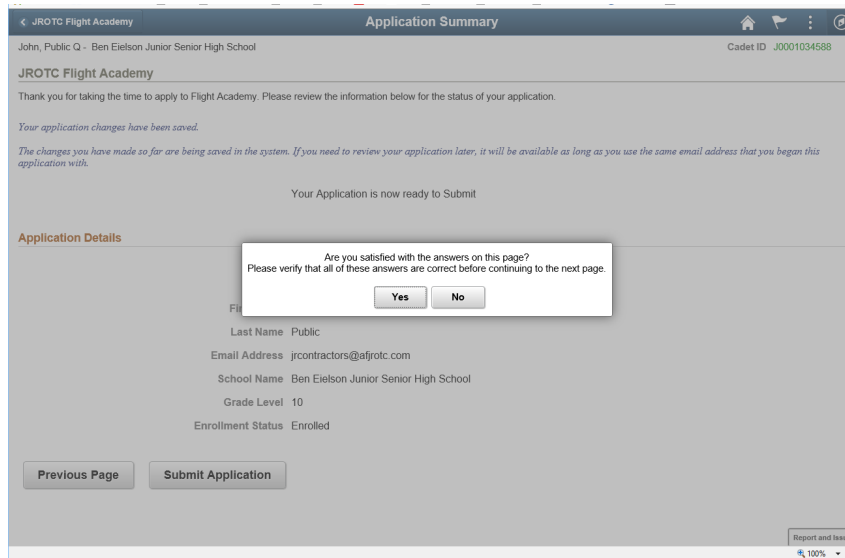 JROTC Flight Academy
Application Summary
John, Public Q - Ben Eielson Junior Senior High School
Cadet ID J0001034588
JROTC Flight Academy
Thank you for taking the time to apply to Flight Academy. Please review the information below for the status of your application.
Your application changes have been saved.
The changes you have made so far are being saved in the system. If you need to review your application later, it will be available as long as you use the same email address that you began this
application with.
Your Application is now ready to Submit
Application Details
Are you satisfied with the answers on this page?
Please verify that all of these answers are correct before continuing to the next page.
Yes No
Last Name Public
Email Address jrcontractors@afjrotc.com
School Name Ben Eielson Junior Senior High School
Grade Level 10
Enrollment Status Enrolled
Previous Page Submit Application
Report and
100%